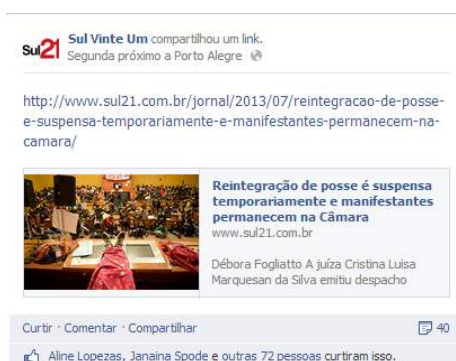 Sul21
Sul Vinte Um compartilhou um link.
Segunda próximo a Porto Alegre
http://www.sul21.com.br/jornal/2013/07/reintegracao-de-posse-
e-suspensa-temporariamente-e-manifestantes-permanecem-na-
camara/
Reintegração de posse é suspensa
temporariamente e manifestantes
permanecem na Câmara
www.sul21.com.br
Débora Fogliatto A juíza Cristina Luisa
Marquesan da Silva emitiu despacho
Curtir · Comentar · Compartilhar 40
Aline Lopezas, Janaina Spode e outras 72 pessoas curtiram isso.